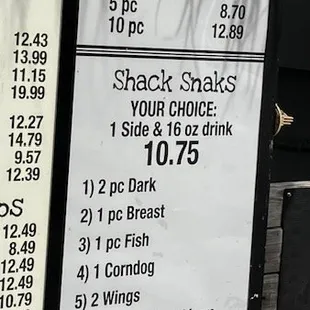 12.43
13.99
11.15
19.99
12.27
14.79
9.57
12.39
12.49
8.49
12.49
12.49
10.79
5 pc 8.70
10 pc 12.89
Shack Snaks
YOUR CHOICE:
1 Side & 16 oz drink
10.75
1) 2 pc Dark
2) 1 pc Breast
3) 1 pc Fish
4) 1 Corndog
5) 2 Wings